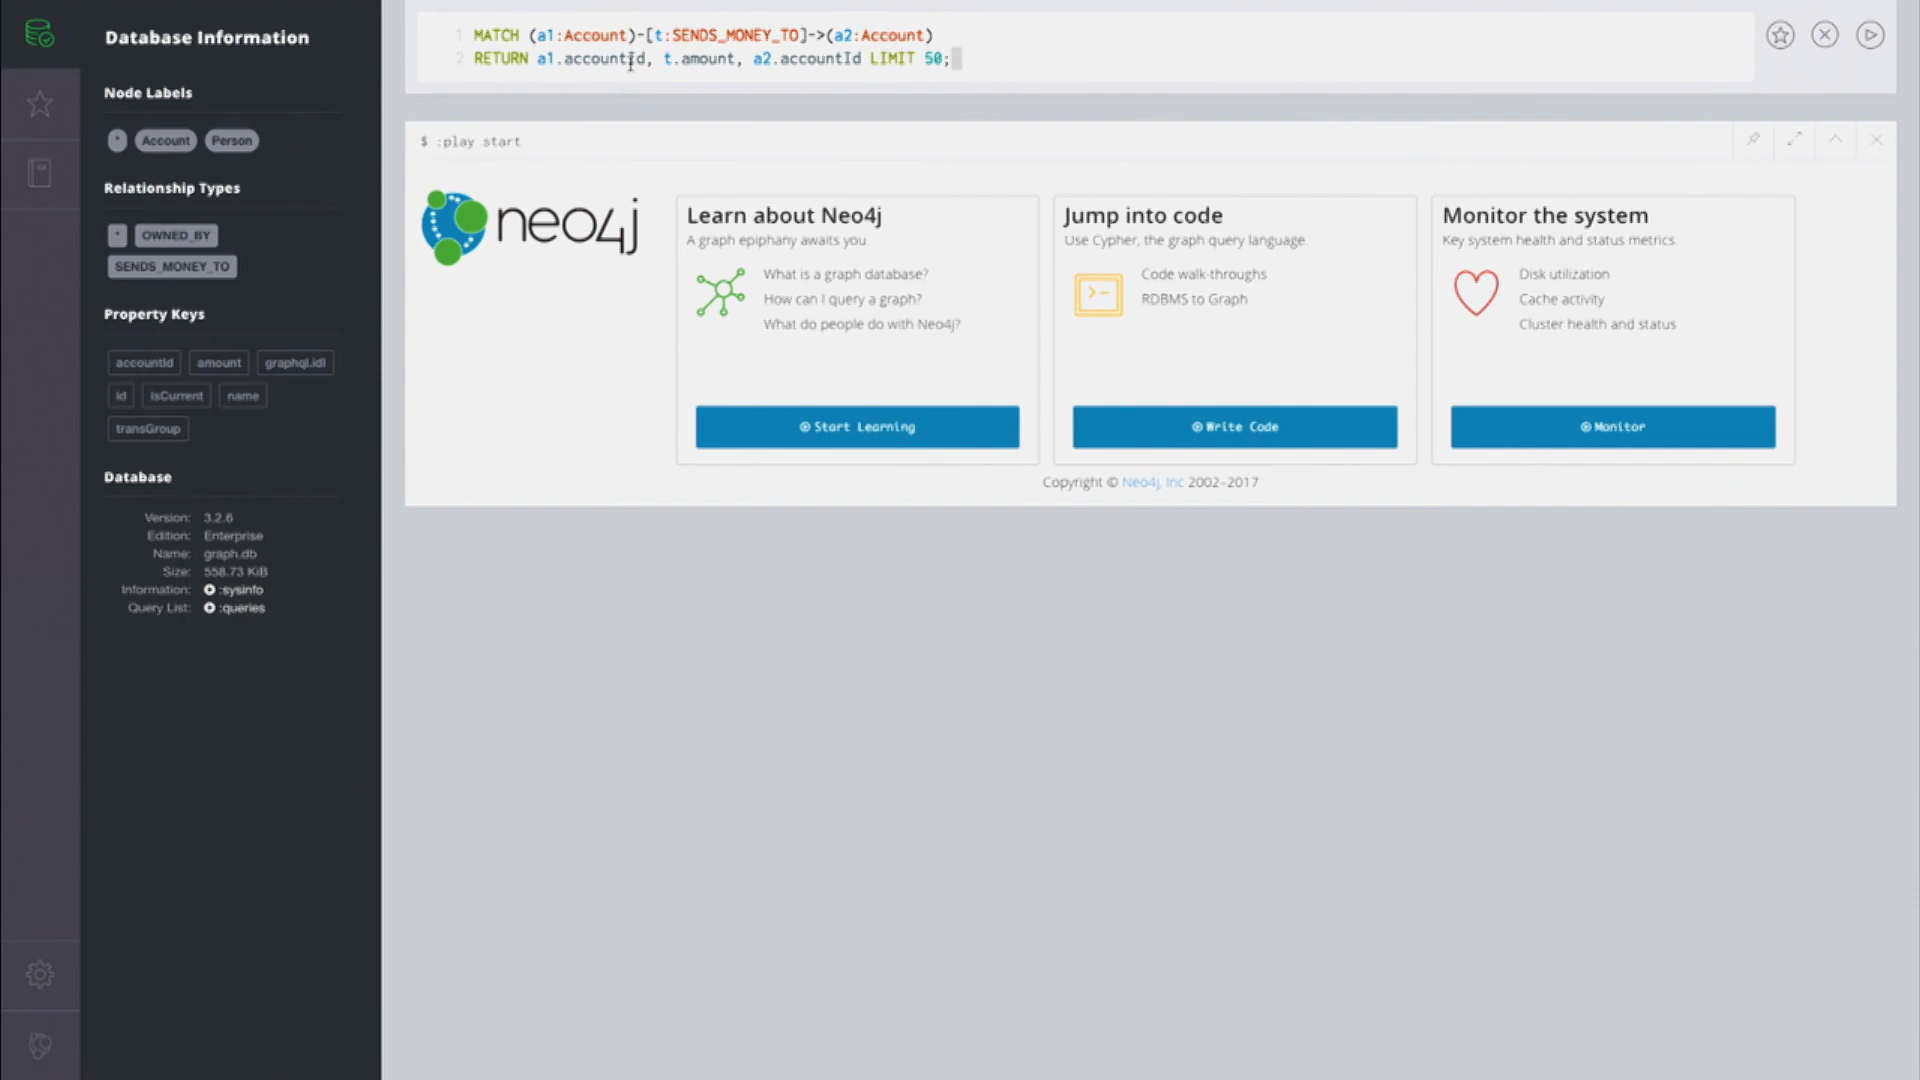 Database Information
Node Labels
* Account Person
Relationship Types
* OWNED_BY
SENDS_MONEY_TO
Property Keys
accountId amount graphql.idl
id isCurrent name
transGroup
Database
Version: 3.2.6
Edition: Enterprise
Name: graph.db
Size: 558.73 KiB
Information: :sysinfo
Query List: :queries
1 MATCH (a1:Account)-[t:SENDS_MONEY_TO]->(a2:Account)
2 RETURN a1.accountId, t.amount, a2.accountId LIMIT 50;
$ :play start
neo4j
Learn about Neo4j
A graph epiphany awaits you.
What is a graph database?
How can I query a graph?
What do people do with Neo4j?
Start Learning
Jump into code
Use Cypher, the graph query language.
Code walk-throughs
RDBMS to Graph
Write Code
Monitor the system
Key system health and status metrics.
Disk utilization
Cache activity
Cluster health and status
Monitor
Copyright © Neo4j, Inc 2002–2017